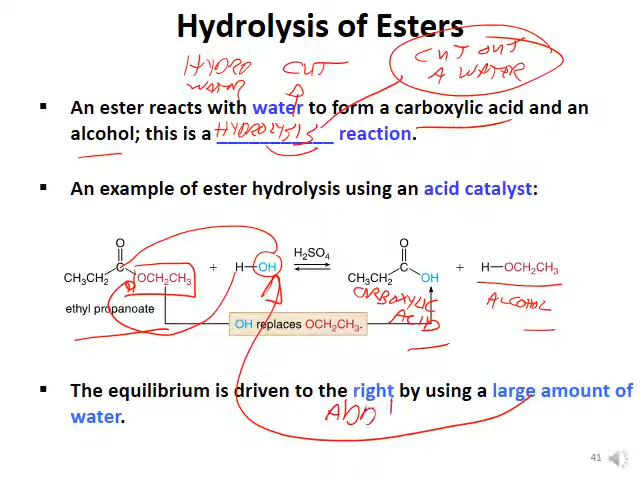 Hydrolysis of Esters
HYDRO CUT
WATER
CUT OUT
A WATER
▪ An ester reacts with water to form a carboxylic acid and an
alcohol; this is a HYDROLYSIS reaction.
▪ An example of ester hydrolysis using an acid catalyst:
O
CH₃CH₂ C OCH₂CH₃ + H—OH H₂SO₄ CH₃CH₂ C OH + H—OCH₂CH₃
O
ethyl propanoate
CARBOXYLIC
ACID
ALCOHOL
OH replaces OCH₂CH₃.
▪ The equilibrium is driven to the right by using a large amount of
water.
ADD
41